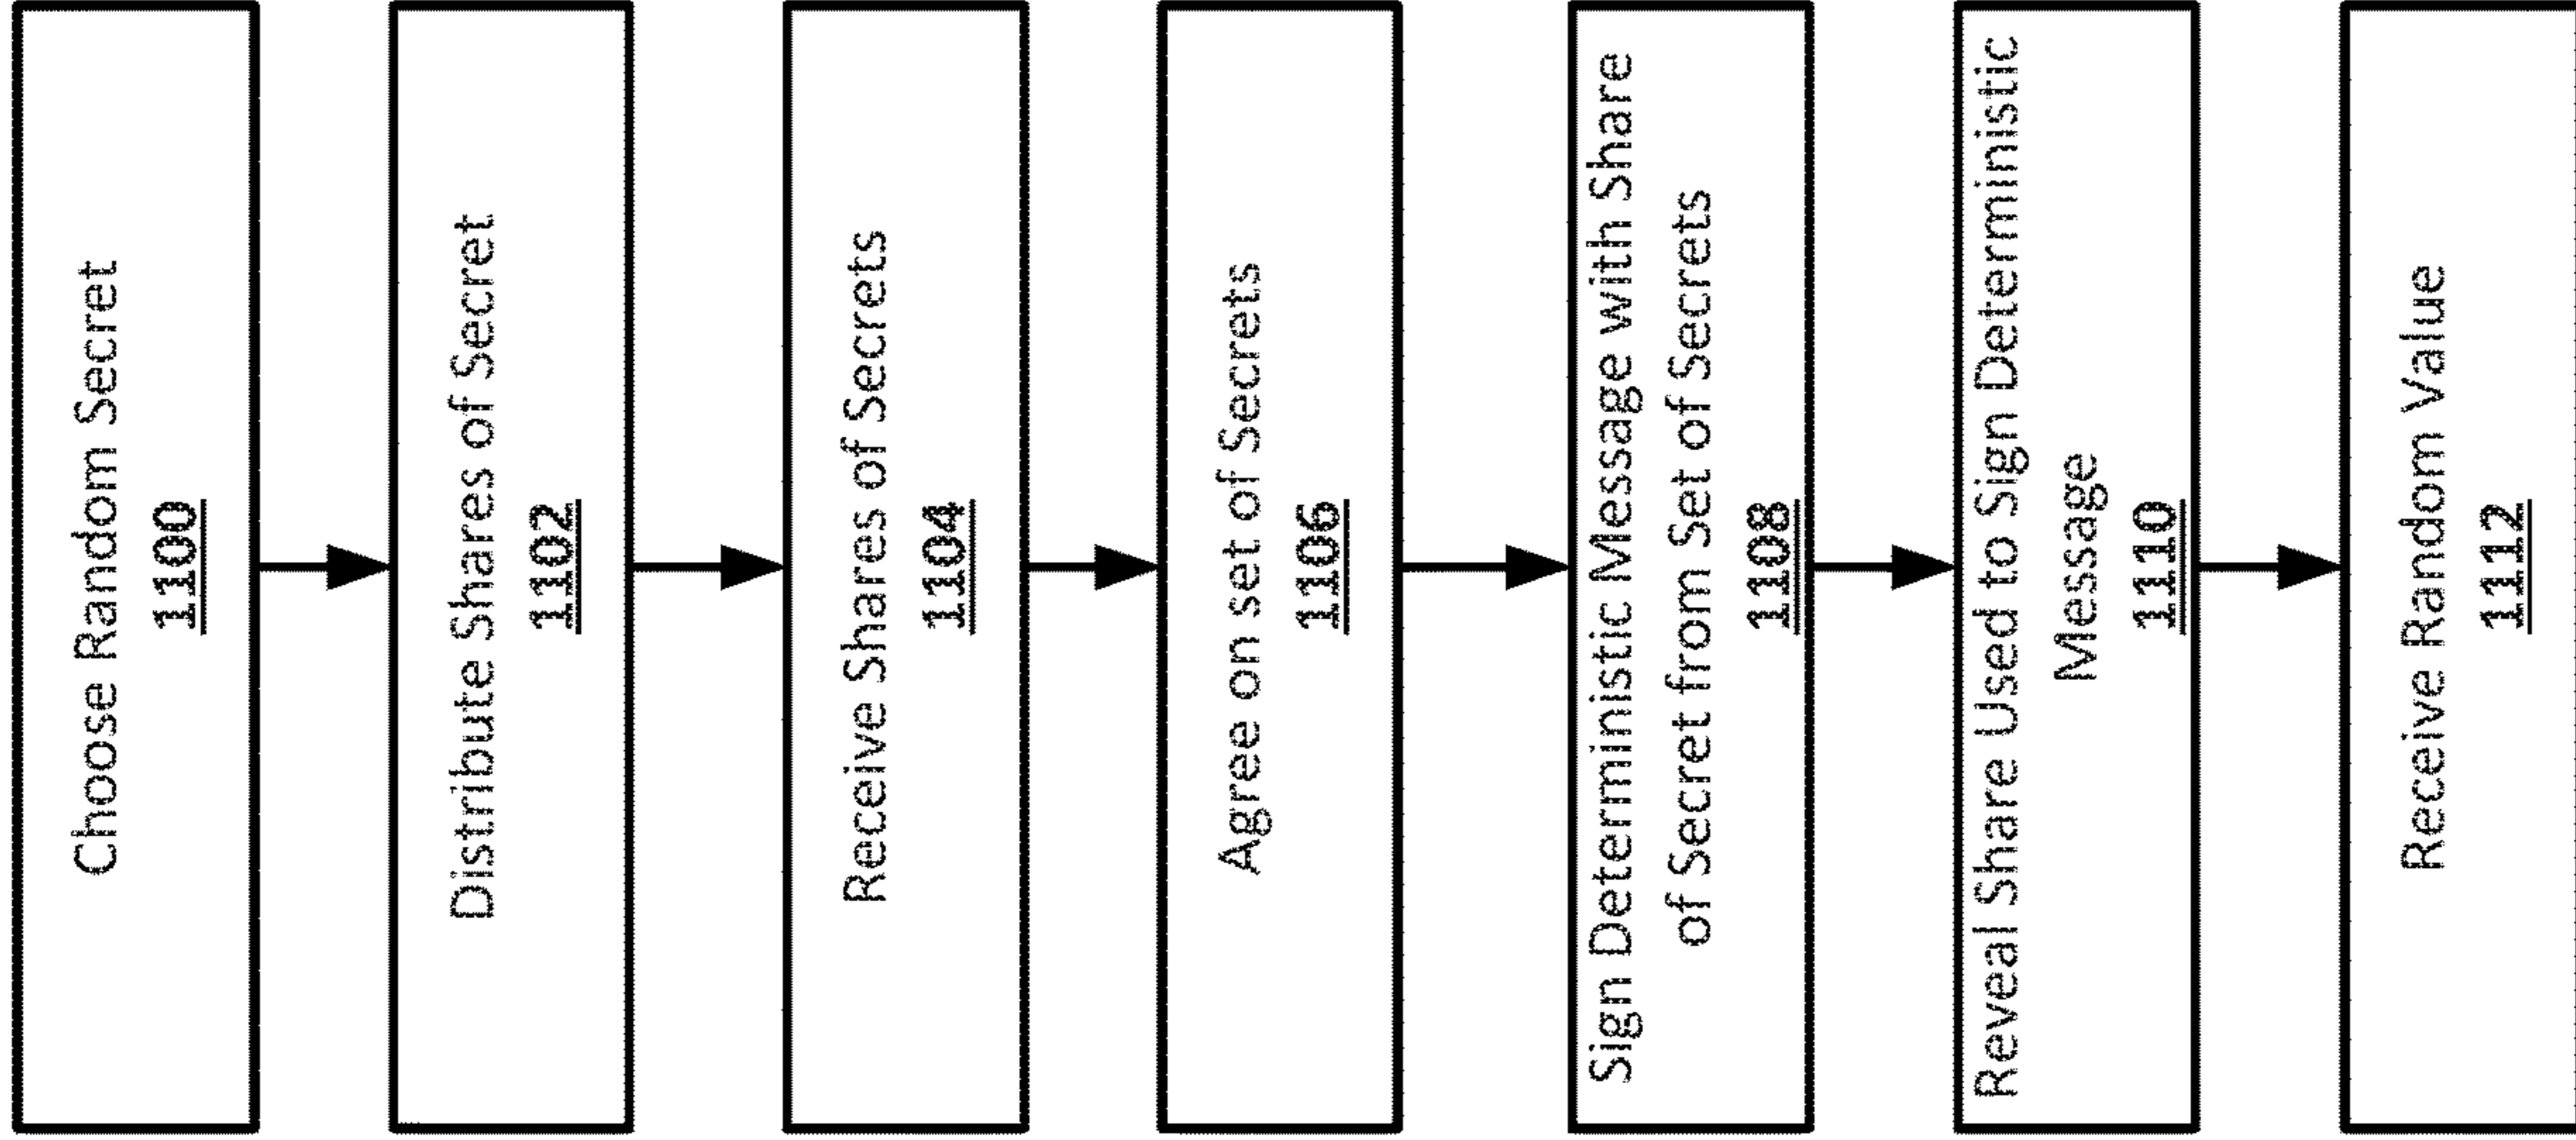 Choose Random Secret
1100
Distribute Shares of Secret
1102
Receive Shares of Secrets
1104
Agree on set of Secrets
1106
Sign Deterministic Message with Share
of Secret from Set of Secrets
1108
Reveal Share Used to Sign Deterministic
Message
1110
Receive Random Value
1112